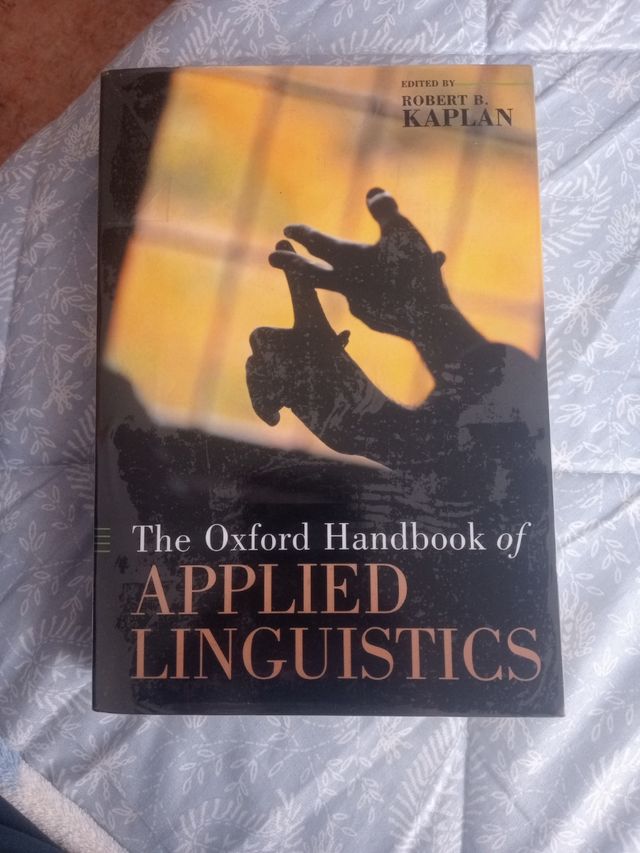 EDITED BY
ROBERT B.
KAPLAN
The Oxford Handbook of
APPLIED
LINGUISTICS